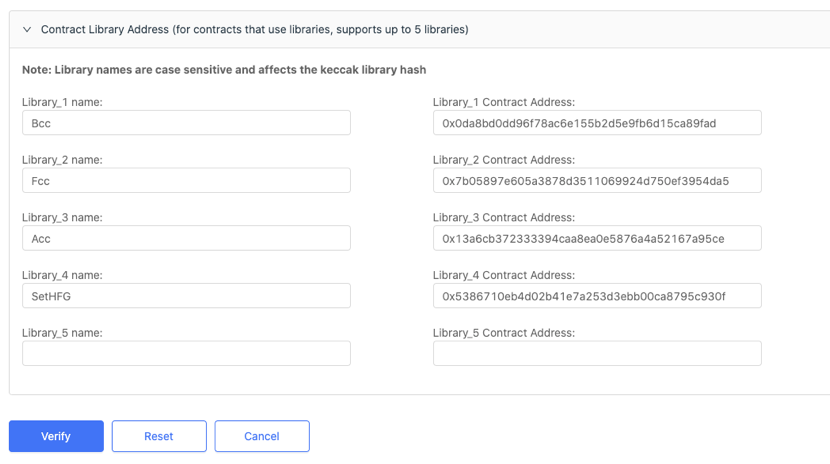 Contract Library Address (for contracts that use libraries, supports up to 5 libraries)
Note: Library names are case sensitive and affects the keccak library hash
Library_1 name:
Library_1 Contract Address:
Bcc
0x0da8bd0dd96f78ac6e155b2d5e9fb6d15ca89fad
Library_2 name:
Library_2 Contract Address:
Fcc
0x7b05897e605a3878d3511069924d750ef3954da5
Library_3 name:
Library_3 Contract Address:
Acc
0x13a6cb372333394caa8ea0e5876a4a52167a95ce
Library_4 name:
Library_4 Contract Address:
SetHFG
0x5386710eb4d02b41e7a253d3ebb00ca8795c930f
Library_5 name:
Library_5 Contract Address:
Verify
Reset
Cancel